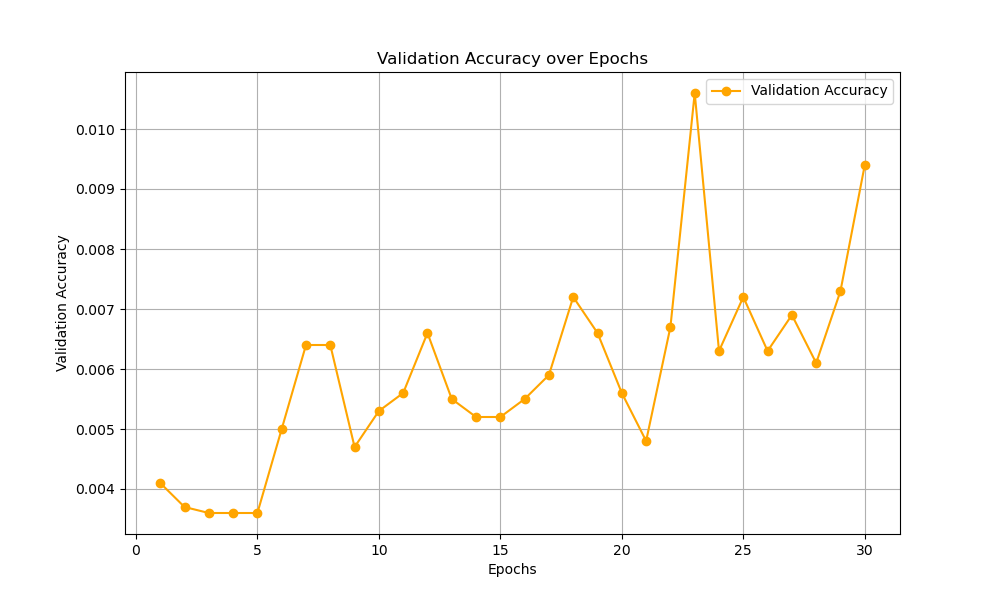 Validation Accuracy over Epochs
Validation Accuracy
0.010
0.009
0.008
0.007
0.006
0.005
0.004
Validation Accuracy
0 5 10 15 20 25 30
Epochs